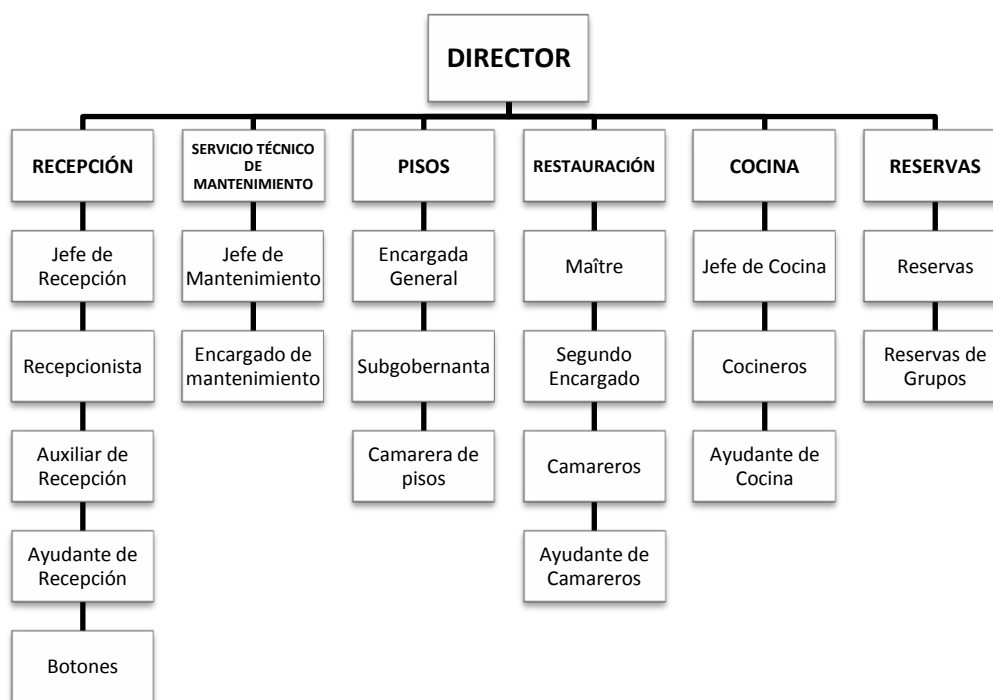 DIRECTOR
RECEPCIÓN
SERVICIO TÉCNICO
DE
MANTENIMIENTO
PISOS
RESTAURACIÓN
COCINA
RESERVAS
Jefe de
Recepción
Jefe de
Mantenimiento
Encargada
General
Maître
Jefe de Cocina
Reservas
Recepcionista
Encargado de
mantenimiento
Subgobernanta
Segundo
Encargado
Cocineros
Reservas de
Grupos
Auxiliar de
Recepción
Camarera de
pisos
Camareros
Ayudante de
Cocina
Ayudante de
Recepción
Ayudante de
Camareros
Botones